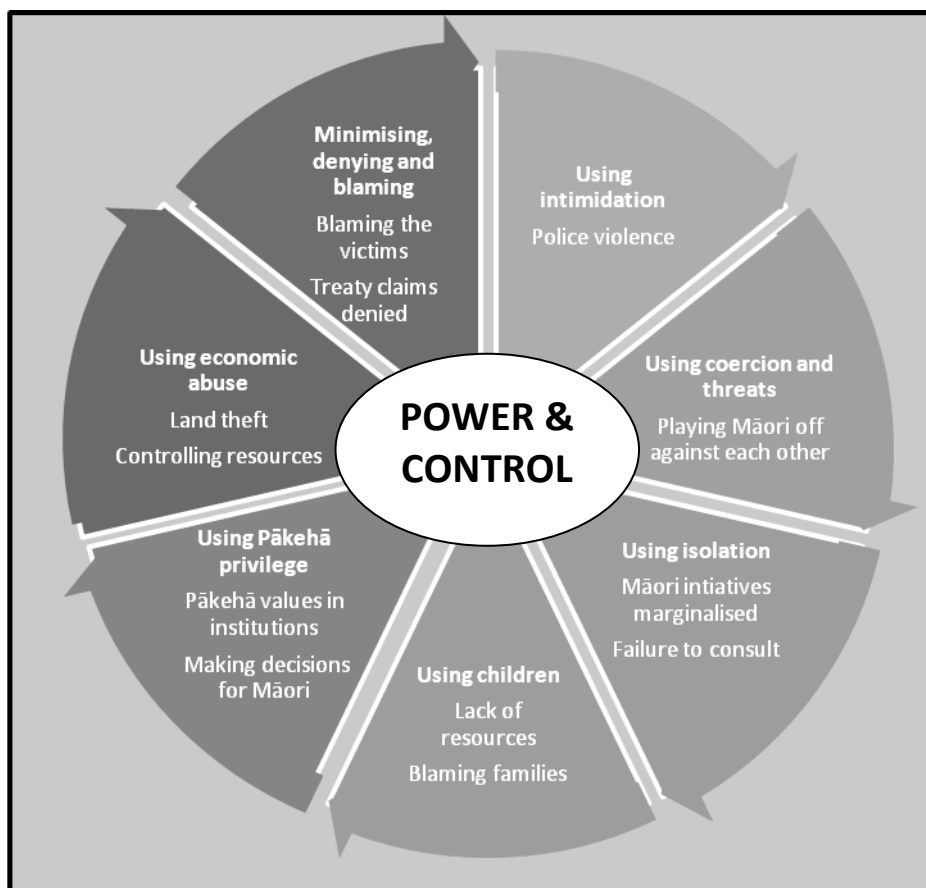 Minimising,
denying and
blaming
Blaming the
victims
Treaty claims
denied
Using
intimidation
Police violence
Using coercion and
threats
Playing Māori off
against each other
Using isolation
Māori intiatives
marginalised
Failure to consult
Using children
Lack of
resources
Blaming families
Using Pākehā
privilege
Pākehā values in
institutions
Making decisions
for Māori
Using economic
abuse
Land theft
Controlling resources
POWER &
CONTROL